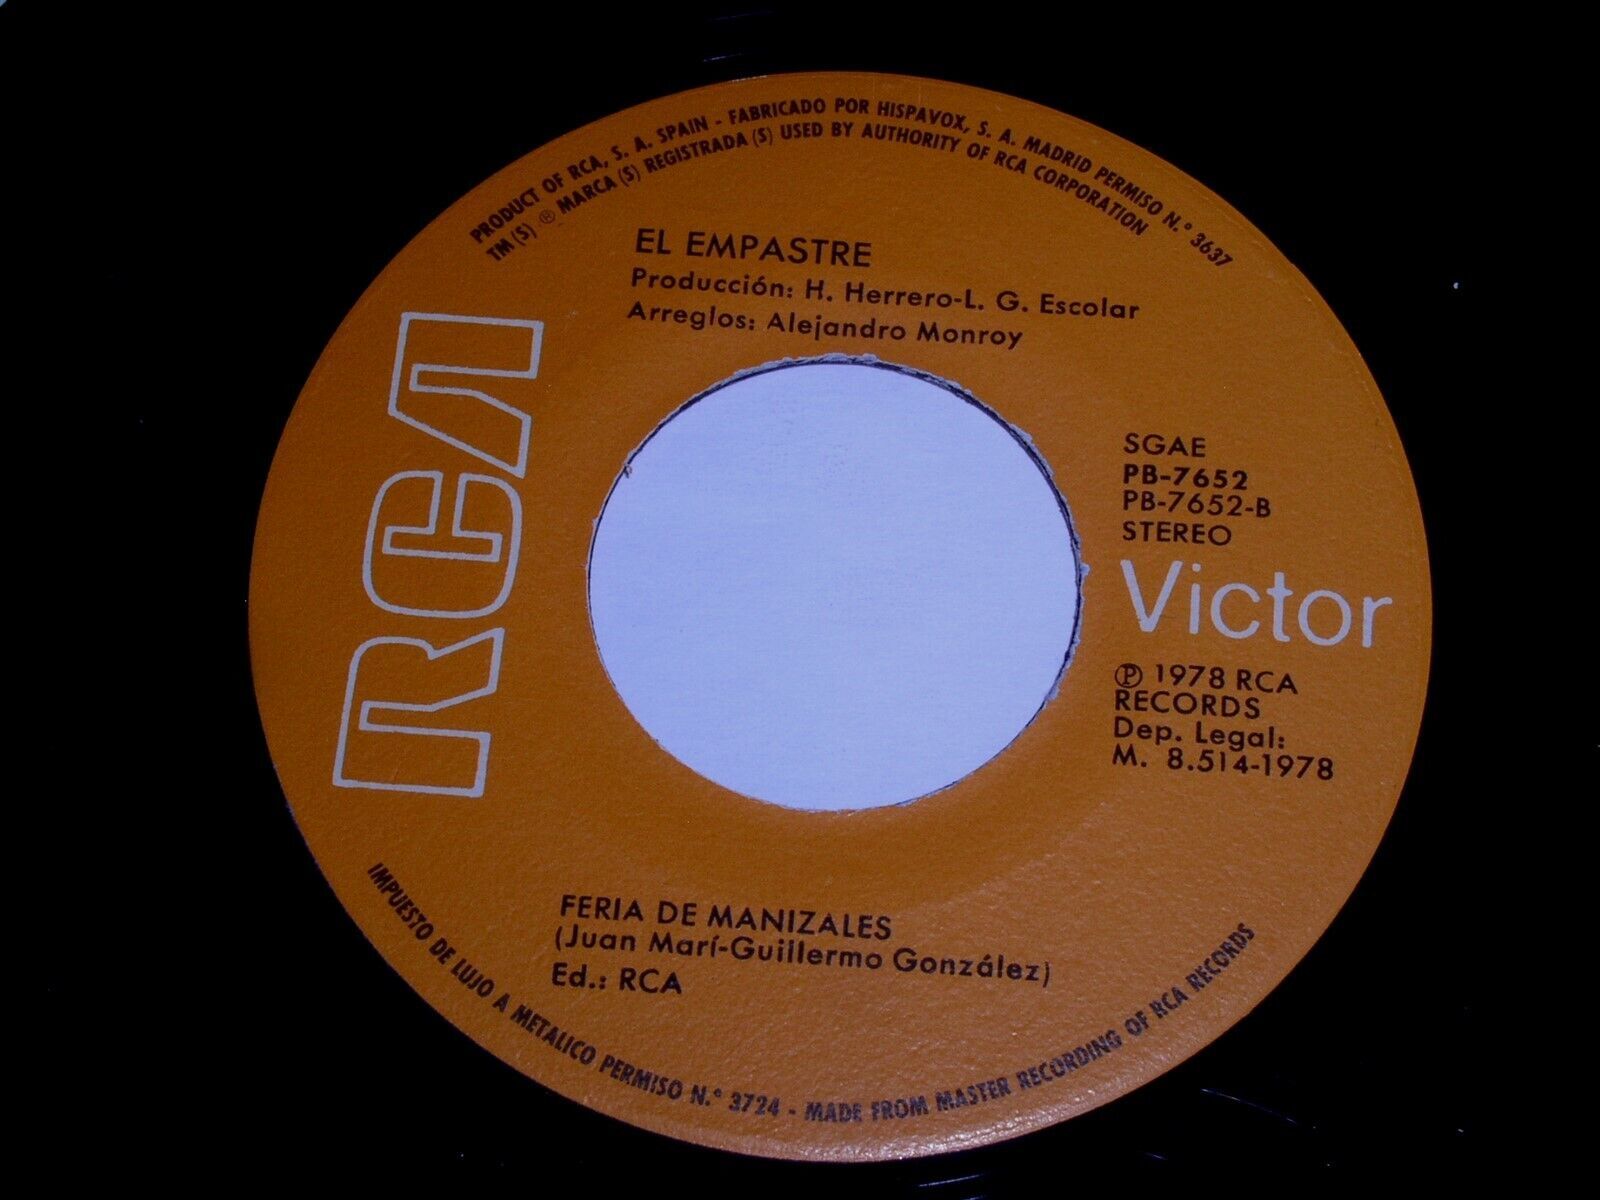 PRODUCT OF RCA, S. A. SPAIN - FABRICADO POR HISPAVOX, S. A. MADRID PERMISO N.° 3637
TM (S) ® MARCA (S) REGISTRADA (S) USED BY AUTHORITY OF RCA CORPORATION
EL EMPASTRE
Producción: H. Herrero-L. G. Escolar
Arreglos: Alejandro Monroy
RCA
SGAE
PB-7652
PB-7652-B
STEREO
Victor
℗ 1978 RCA
RECORDS
Dep. Legal:
M. 8.514-1978
FERIA DE MANIZALES
(Juan Marí-Guillermo González)
Ed.: RCA
IMPUESTO DE LUJO A METALICO PERMISO N.° 3724 - MADE FROM MASTER RECORDING OF RCA RECORDS